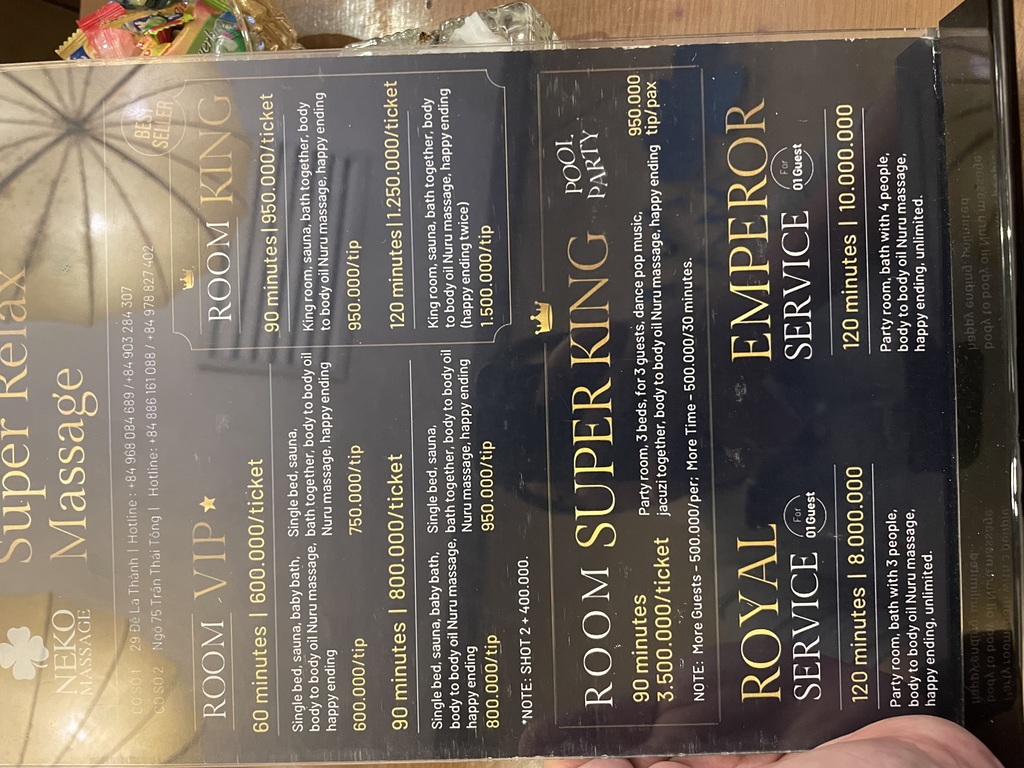 NEKO
MASSAGE
Super Relax
Massage
CƠ SỞ 1 29 Đê La Thành | Hotline : +84 968 084 689 / +84 903 284 307
CƠ SỞ 2 Ngõ 75 Trần Thái Tông | Hotline: +84 886 161 088 / +84 978 827 402
ROOM VIP
60 minutes | 600.000/ticket
Single bed, sauna, baby bath,
body to body oil Nuru massage,
happy ending
600.000/tip
Single bed, sauna,
bath together, body to body oil
Nuru massage, happy ending
750.000/tip
90 minutes | 800.000/ticket
Single bed, sauna, baby bath,
body to body oil Nuru massage,
happy ending
800.000/tip
Single bed, sauna,
bath together, body to body oil
Nuru massage, happy ending
950.000/tip
*NOTE: SHOT 2 + 400.000.
BEST
SELLER
ROOM KING
90 minutes | 950.000/ticket
King room, sauna, bath together, body
to body oil Nuru massage, happy ending
950.000/tip
120 minutes | 1.250.000/ticket
King room, sauna, bath together, body
to body oil Nuru massage, happy ending
(happy ending twice)
1.500.000/tip
ROOM SUPER KING
POOL
PARTY
90 minutes
3.500.000/ticket
Party room, 3 beds, for 3 guests, dance pop music,
jacuzi together, body to body oil Nuru massage, happy ending
950.000
tip/pax
NOTE: More Guests – 500.000/per; More Time – 500.000/30 minutes.
ROYAL
SERVICE
For
01 Guest
120 minutes | 8.000.000
Party room, bath with 3 people,
body to body oil Nuru massage,
happy ending, unlimited.
EMPEROR
SERVICE
For
01 Guest
120 minutes | 10.000.000
Party room, bath with 4 people,
body to body oil Nuru massage,
happy ending, unlimited.